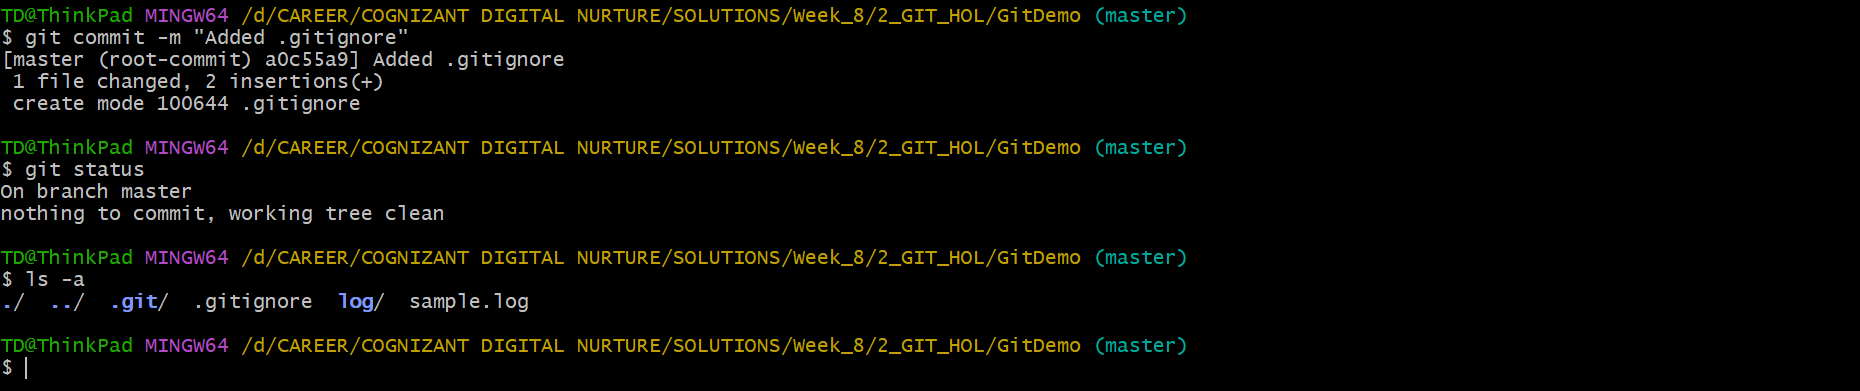 TD@ThinkPad MINGW64 /d/CAREER/COGNIZANT DIGITAL NURTURE/SOLUTIONS/Week_8/2_GIT_HOL/GitDemo (master)
$ git commit -m "Added .gitignore"
[master (root-commit) a0c55a9] Added .gitignore
 1 file changed, 2 insertions(+)
 create mode 100644 .gitignore
TD@ThinkPad MINGW64 /d/CAREER/COGNIZANT DIGITAL NURTURE/SOLUTIONS/Week_8/2_GIT_HOL/GitDemo (master)
$ git status
On branch master
nothing to commit, working tree clean
TD@ThinkPad MINGW64 /d/CAREER/COGNIZANT DIGITAL NURTURE/SOLUTIONS/Week_8/2_GIT_HOL/GitDemo (master)
$ ls -a
./  ../  .git/  .gitignore  log/  sample.log
TD@ThinkPad MINGW64 /d/CAREER/COGNIZANT DIGITAL NURTURE/SOLUTIONS/Week_8/2_GIT_HOL/GitDemo (master)
$